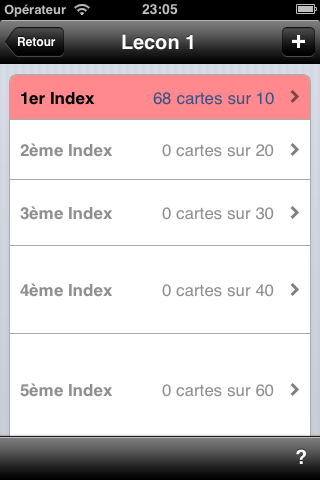 Opérateur 23:05
Retour Lecon 1 +
1er Index 68 cartes sur 10
2ème Index 0 cartes sur 20
3ème Index 0 cartes sur 30
4ème Index 0 cartes sur 40
5ème Index 0 cartes sur 60
?